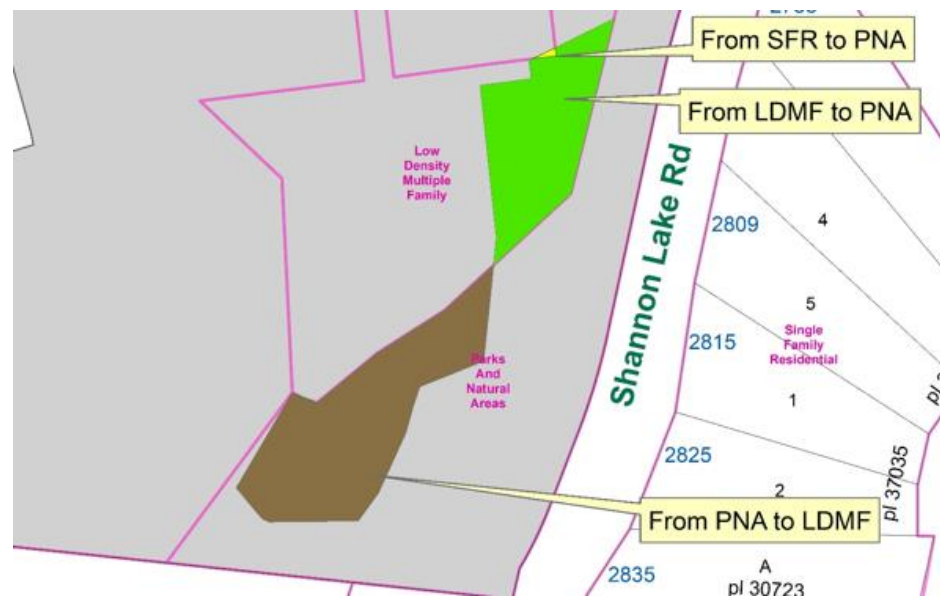 From SFR to PNA
From LDMF to PNA
Low
Density
Multiple
Family
Shannon Lake Rd
2809
4
5
2815
Single
Family
Residential
Parks
And
Natural
Areas
1
2825
2
pl 37035
From PNA to LDMF
2835
A
pl 30723